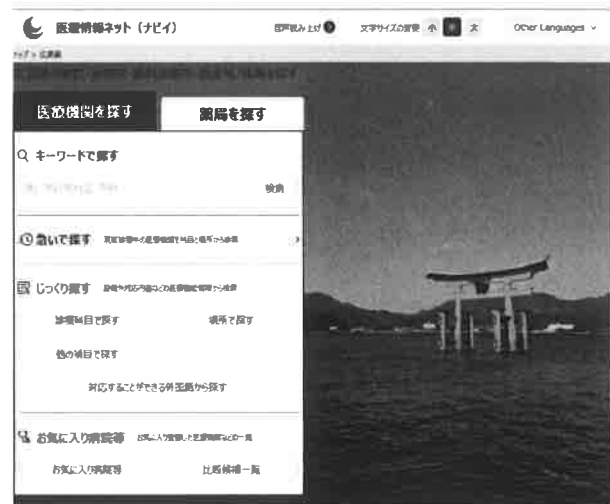 医療情報ネット（ナビイ）
音声読み上げ
文字サイズの変更 小 中 大
Other Languages
トップ > 広島県
医療機関を探す
薬局を探す
キーワードで探す
検索
急いで探す
じっくり探す
診療科目で探す
場所で探す
他の項目で探す
対応することができる外国語から探す
お気に入り病院等
お気に入り病院等
比較候補一覧